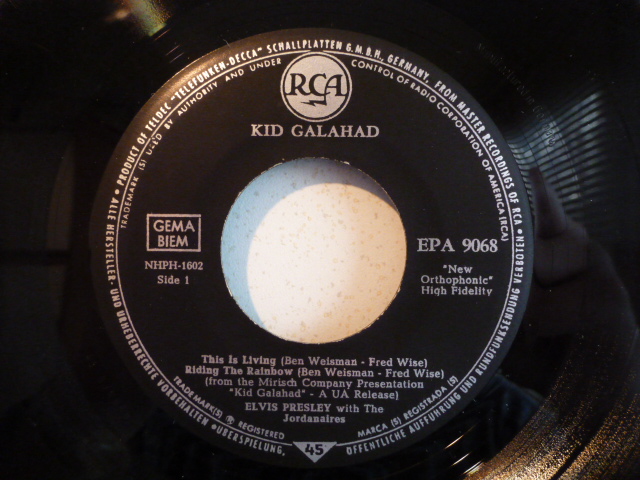 • PRODUCT OF TELDEC "TELEFUNKEN-DECCA" SCHALLPLATTEN G.M.B.H., GERMANY, FROM MASTER RECORDINGS OF RCA •
TRADEMARK (S) USED BY AUTHORITY AND UNDER CONTROL OF RADIO CORPORATION OF AMERICA (RCA)
RCA
KID GALAHAD
GEMA
BIEM
NHPH-1602
Side 1
EPA 9068
"New
Orthophonic"
High Fidelity
This Is Living (Ben Weisman - Fred Wise)
Riding The Rainbow (Ben Weisman - Fred Wise)
(from the Mirisch Company Presentation
"Kid Galahad" - A UA Release)
ELVIS PRESLEY with The
Jordanaires
TRADEMARK(S) ® REGISTERED
MARCA (S) REGISTRADA (S)
• ALLE HERSTELLER- UND URHEBERRECHTE VORBEHALTEN • ÜBERSPIELUNG,
45
ÖFFENTLICHE AUFFÜHRUNG UND RUNDFUNKSENDUNG VERBOTEN